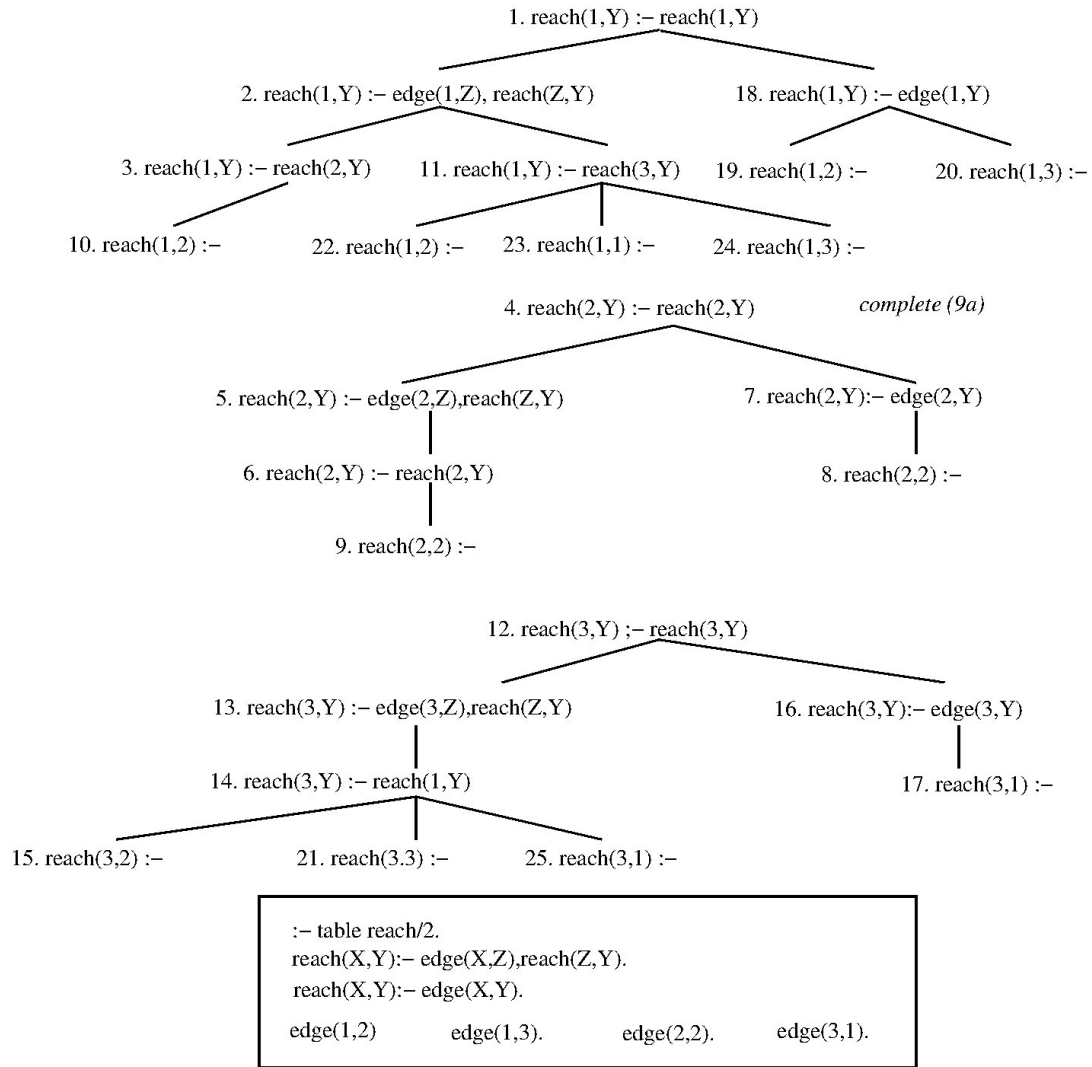 1. reach(1,Y) :− reach(1,Y)
2. reach(1,Y) :− edge(1,Z), reach(Z,Y)
18. reach(1,Y) :− edge(1,Y)
3. reach(1,Y) :− reach(2,Y)
11. reach(1,Y) :− reach(3,Y)
19. reach(1,2) :−
20. reach(1,3) :−
10. reach(1,2) :−
22. reach(1,2) :−
23. reach(1,1) :−
24. reach(1,3) :−
4. reach(2,Y) :− reach(2,Y)
complete (9a)
5. reach(2,Y) :− edge(2,Z),reach(Z,Y)
7. reach(2,Y):− edge(2,Y)
6. reach(2,Y) :− reach(2,Y)
8. reach(2,2) :−
9. reach(2,2) :−
12. reach(3,Y) ;− reach(3,Y)
13. reach(3,Y) :− edge(3,Z),reach(Z,Y)
16. reach(3,Y):− edge(3,Y)
14. reach(3,Y) :− reach(1,Y)
17. reach(3,1) :−
15. reach(3,2) :−
21. reach(3.3) :−
25. reach(3,1) :−
:− table reach/2.
reach(X,Y):− edge(X,Z),reach(Z,Y).
reach(X,Y):− edge(X,Y).
edge(1,2) edge(1,3). edge(2,2). edge(3,1).